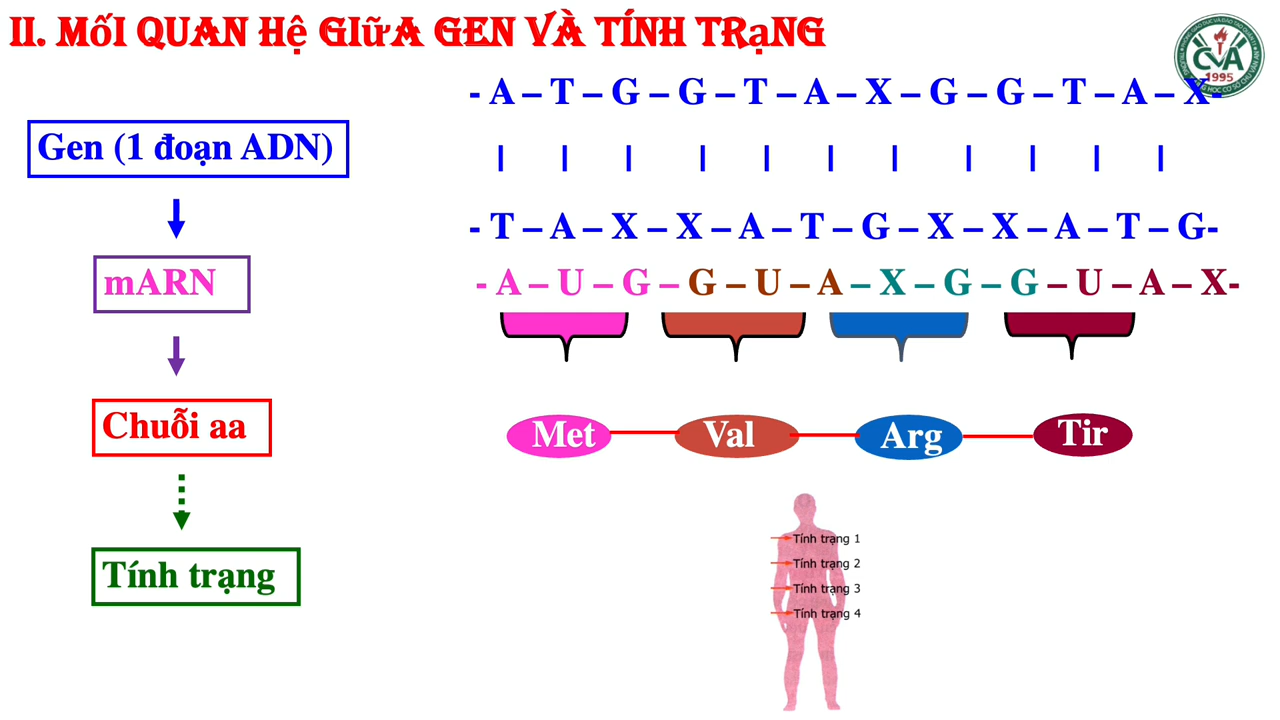 II. MốI QUAN Hệ GIữA GEN VÀ TÍNH TRạNG
CVA
1995
- A – T – G – G – T – A – X – G – G – T – A – X-
Gen (1 đoạn ADN)
| | | | | | | | | | |
- T – A – X – X – A – T – G – X – X – A – T – G-
mARN
- A – U – G – G – U – A – X – G – G – U – A – X-
Chuỗi aa
Met Val Arg Tir
Tính trạng
Tính trạng 1
Tính trạng 2
Tính trạng 3
Tính trạng 4